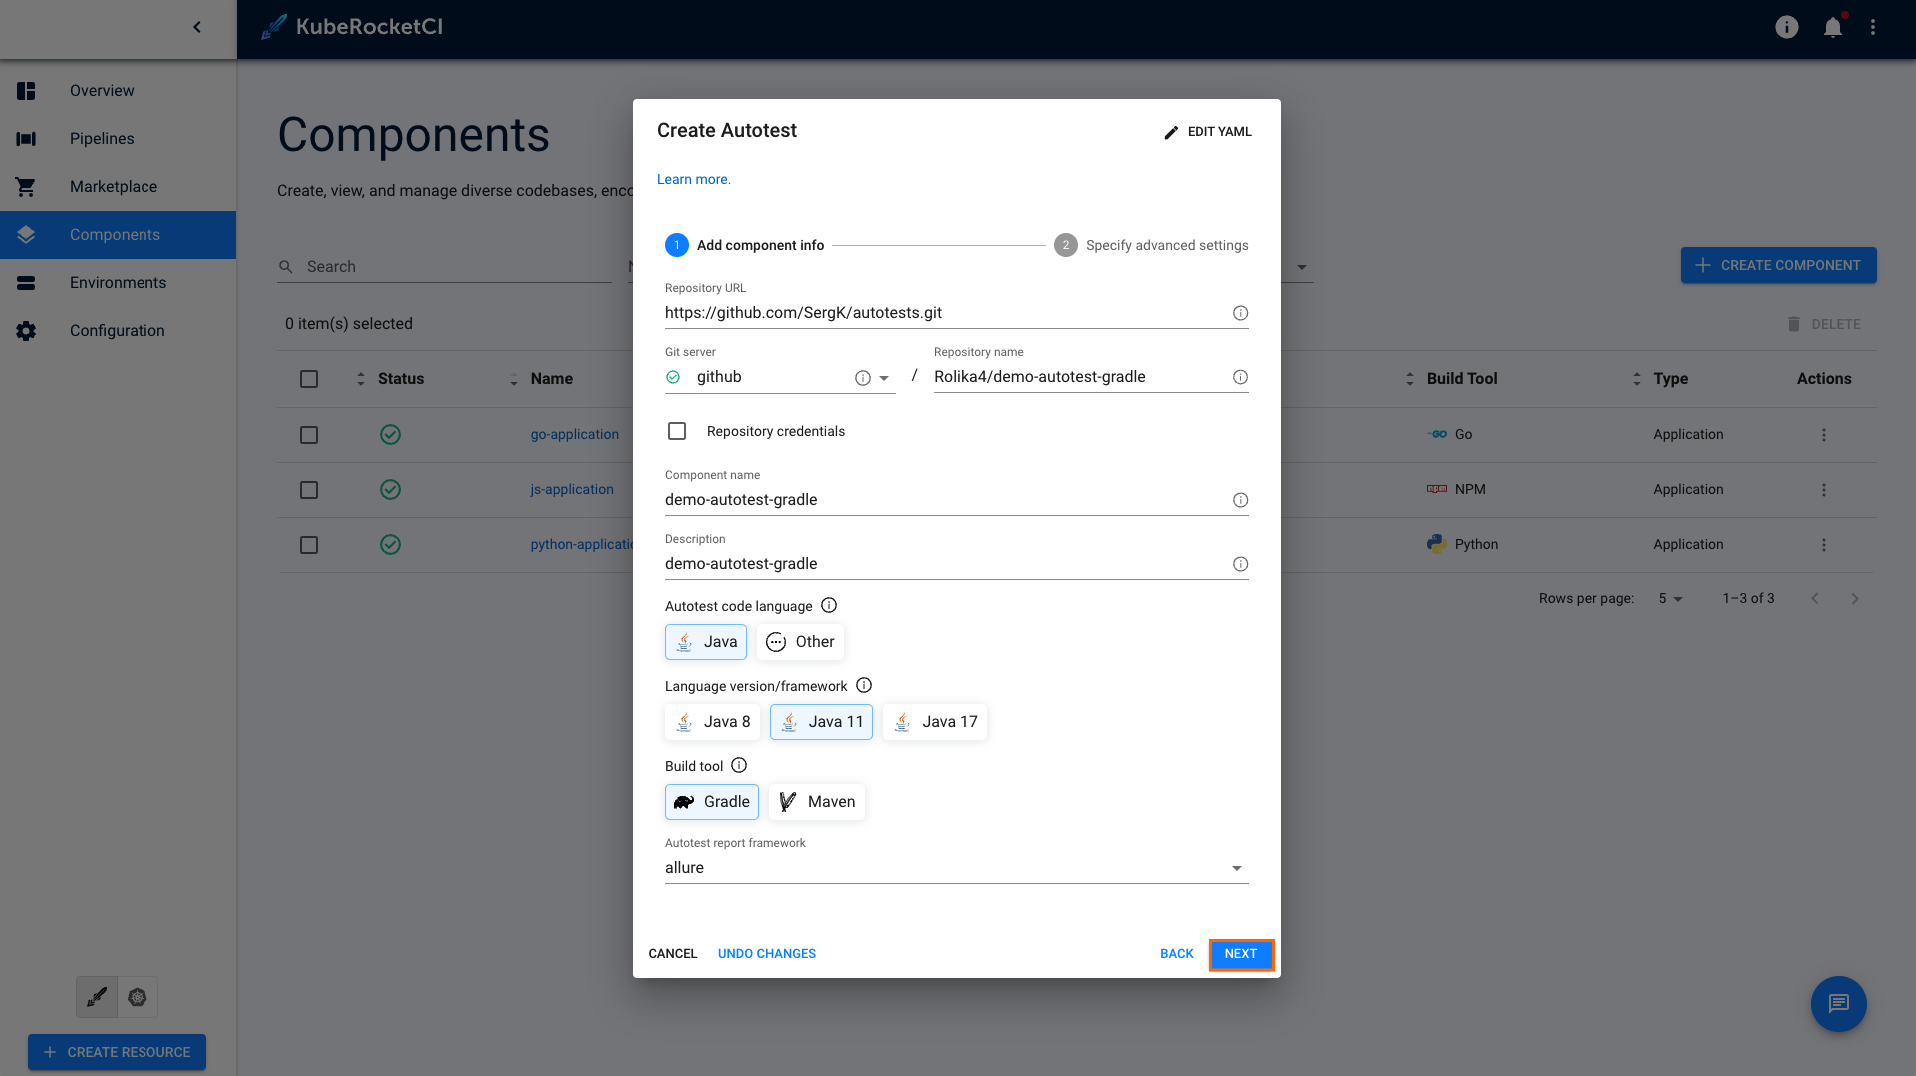 KubeRocketCI
Overview
Pipelines
Marketplace
Components
Environments
Configuration
CREATE RESOURCE
Components
Create, view, and manage diverse codebases, enco
Search
CREATE COMPONENT
0 item(s) selected
DELETE
Status
Name
Build Tool
Type
Actions
go-application
Go
Application
js-application
NPM
Application
python-applicatio
Python
Application
Rows per page:
5
1–3 of 3
Create Autotest
EDIT YAML
Learn more.
1
Add component info
2
Specify advanced settings
Repository URL
https://github.com/SergK/autotests.git
Git server
github
/
Repository name
Rolika4/demo-autotest-gradle
Repository credentials
Component name
demo-autotest-gradle
Description
demo-autotest-gradle
Autotest code language
Java
Other
Language version/framework
Java 8
Java 11
Java 17
Build tool
Gradle
Maven
Autotest report framework
allure
CANCEL
UNDO CHANGES
BACK
NEXT